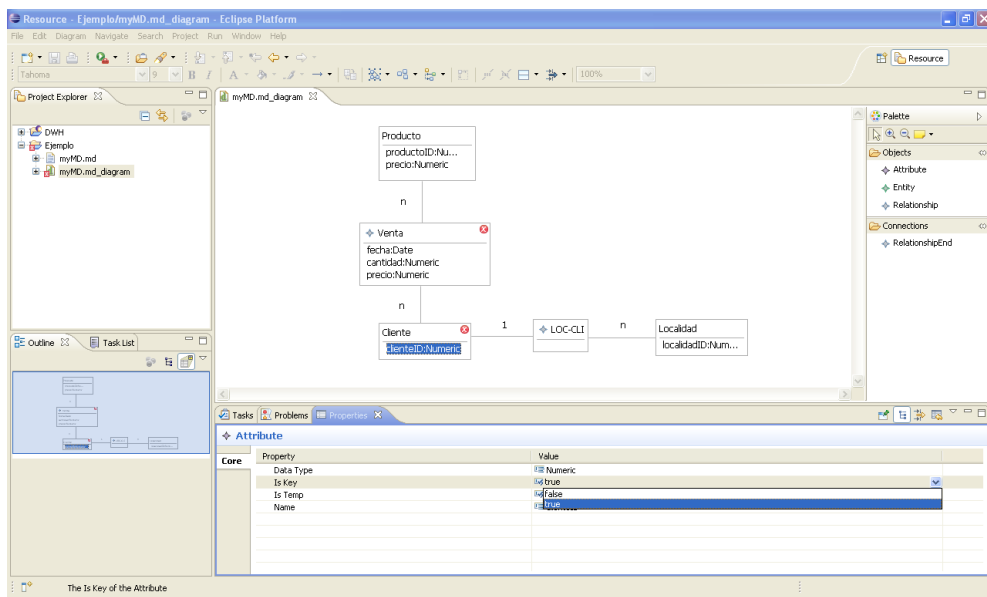 Resource - Ejemplo/myMD.md_diagram - Eclipse Platform
File Edit Diagram Navigate Search Project Run Window Help
Tahoma 9 B I A 100%
Resource
Project Explorer
DWH
Ejemplo
myMD.md
myMD.md_diagram
myMD.md_diagram
Producto
productoID:Nu...
precio:Numeric
n
Venta
fecha:Date
cantidad:Numeric
precio:Numeric
n
Cliente
clienteID:Numeric
1
LOC-CLI
n
Localidad
localidadID:Num...
Palette
Objects
Attribute
Entity
Relationship
Connections
RelationshipEnd
Outline Task List
Tasks Problems Properties
Attribute
Core
Property Value
Data Type Numeric
Is Key true
Is Temp false
Name true
The Is Key of the Attribute